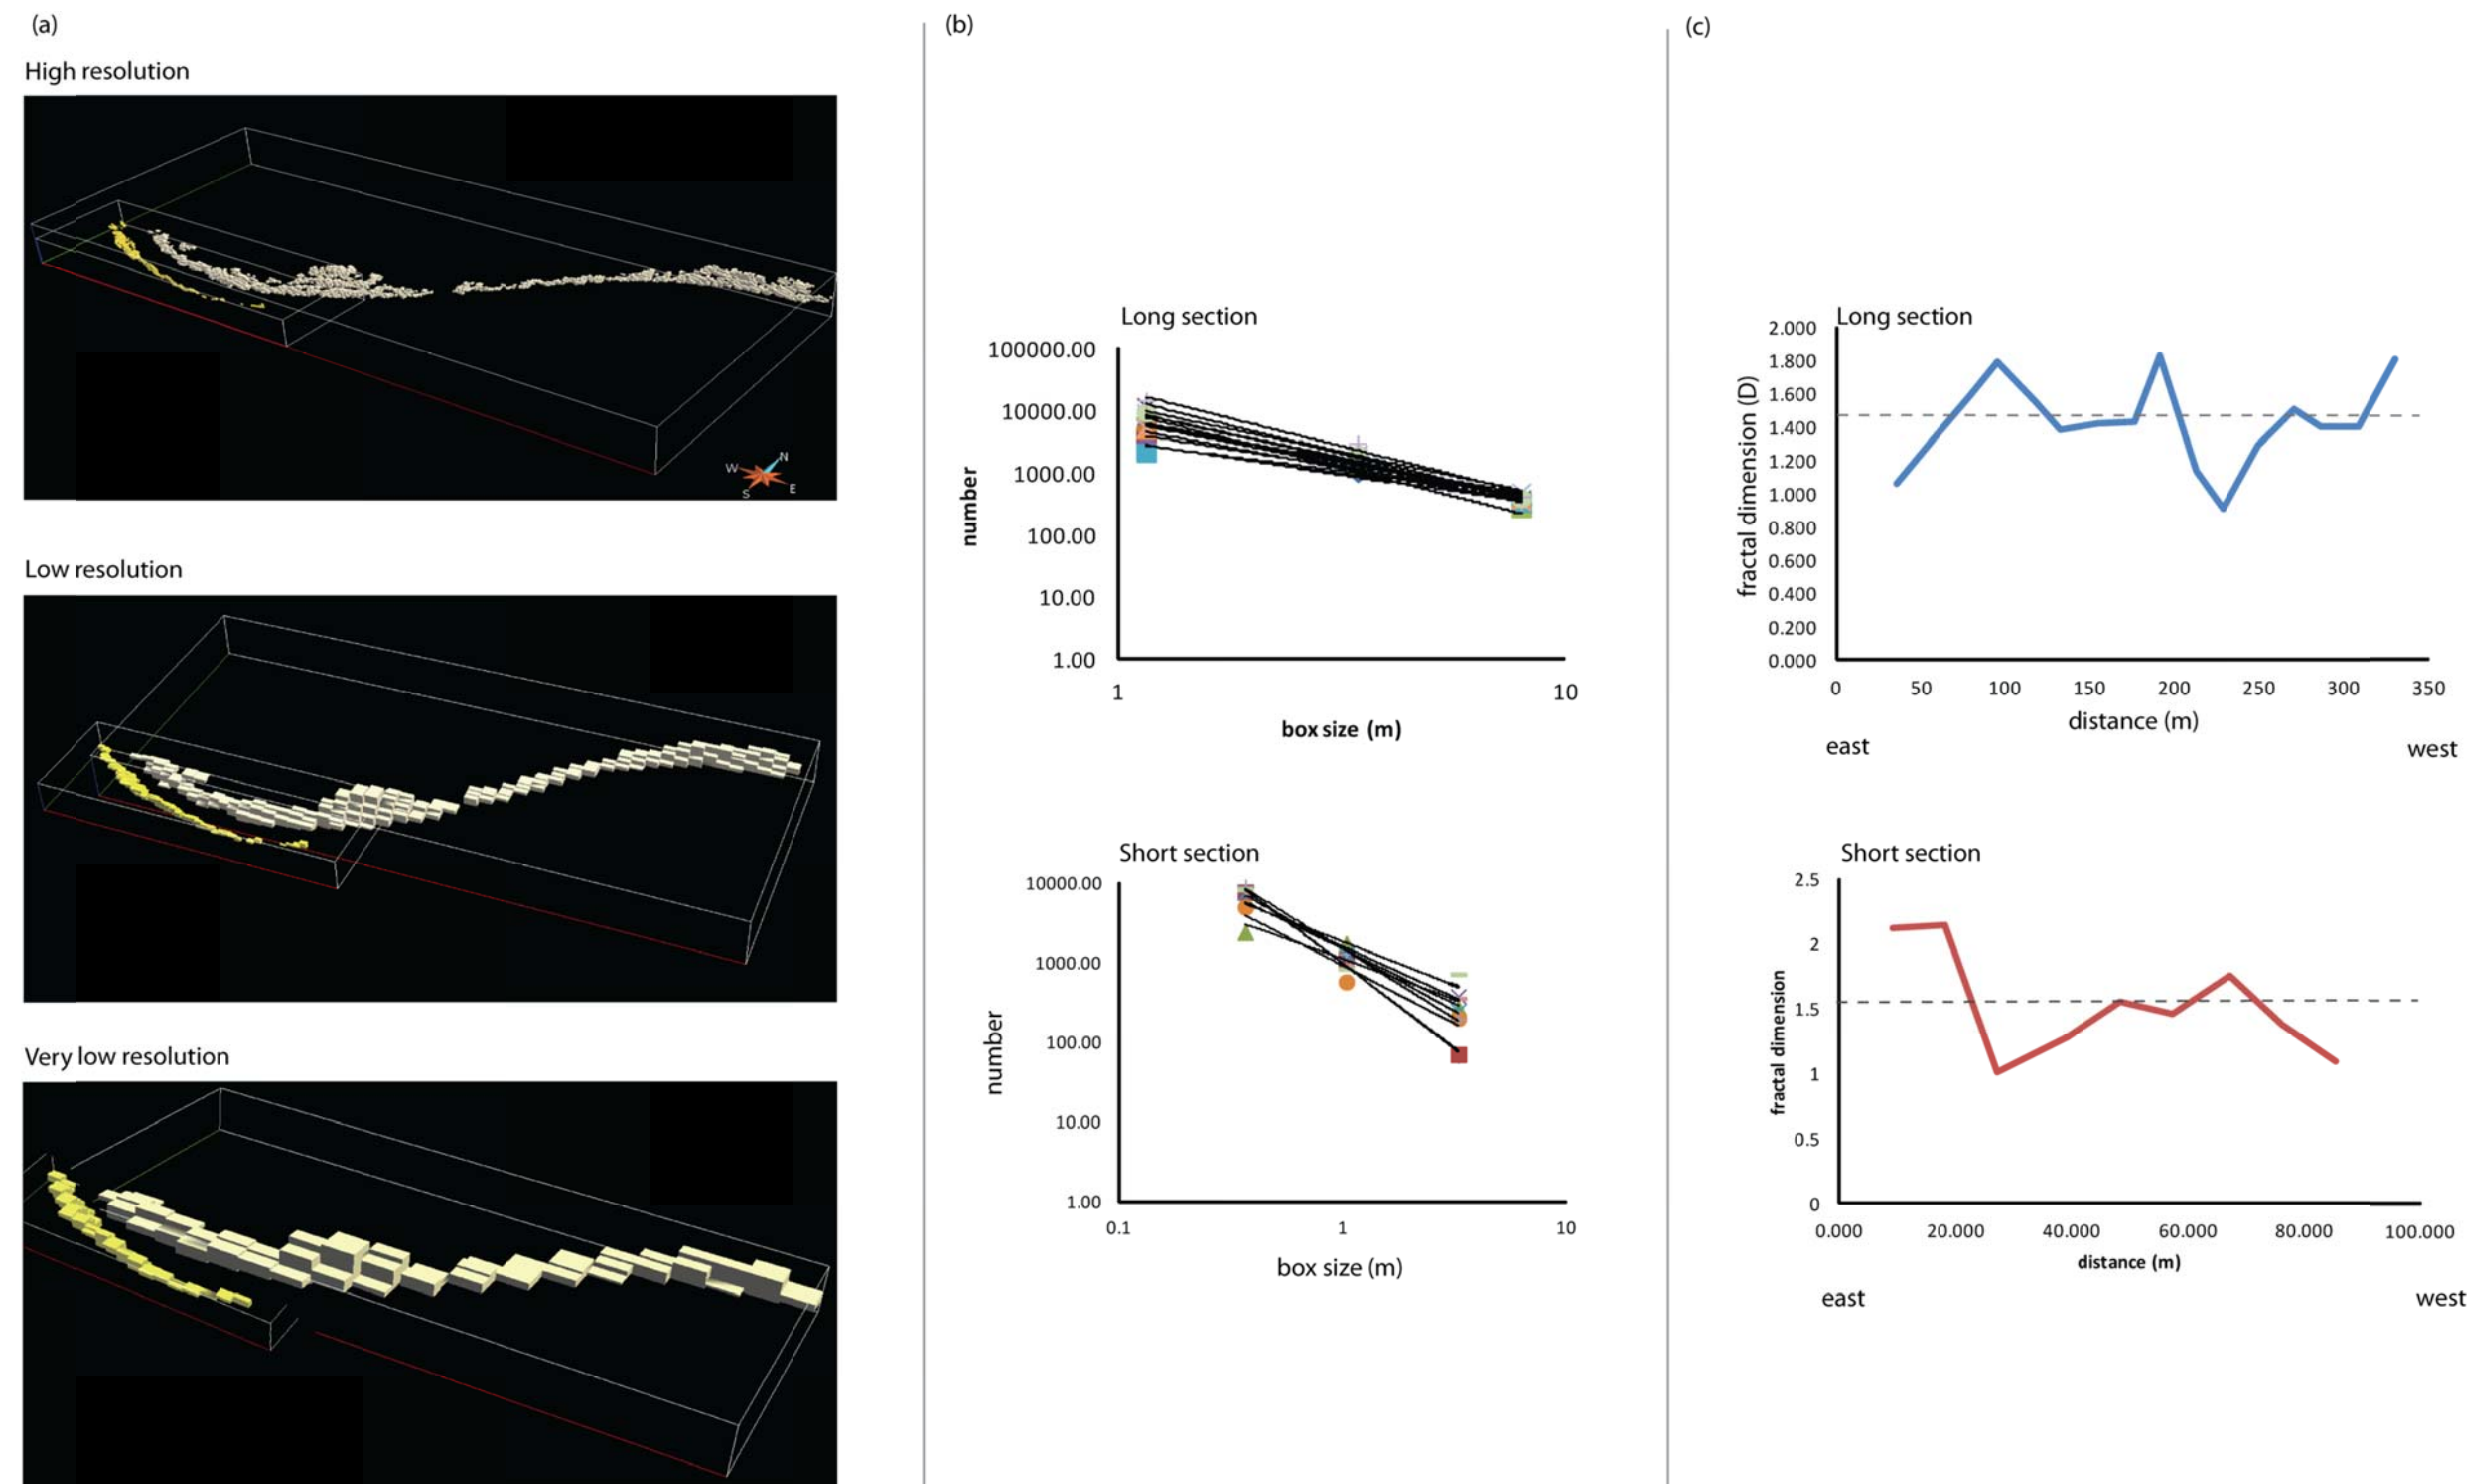 (a)
High resolution
N
W
S
E
Low resolution
Very low resolution
(b)
Long section
100000.00
10000.00
1000.00
100.00
10.00
1.00
number
1
10
box size (m)
Short section
10000.00
1000.00
100.00
10.00
1.00
number
0.1
1
10
box size (m)
(c)
Long section
2.000
1.800
1.600
1.400
1.200
1.000
0.800
0.600
0.400
0.200
0.000
fractal dimension (D)
0 50 100 150 200 250 300 350
distance (m)
east west
Short section
2.5
2
1.5
1
0.5
0
fractal dimension
0.000 20.000 40.000 60.000 80.000 100.000
distance (m)
east west